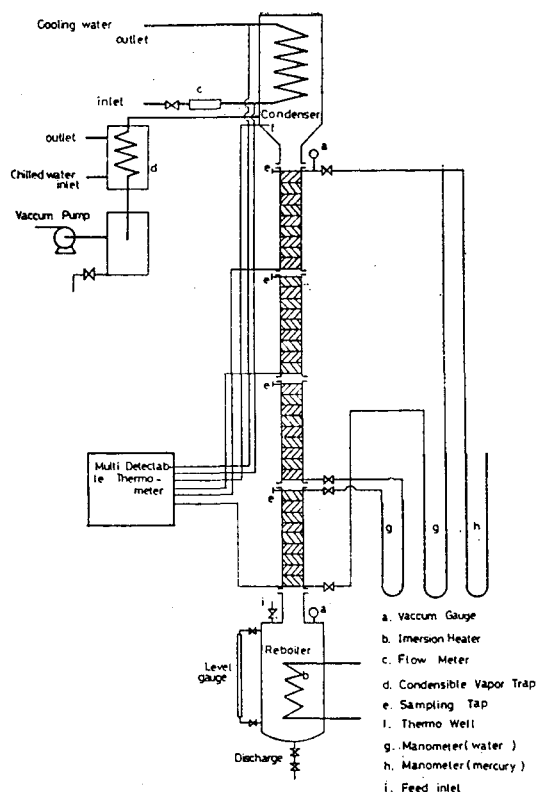 Cooling water
outlet
inlet
c
Condenser
f
outlet
Chilled water
inlet
d
Vaccum Pump
a
e
e
e
e
Multi Detectab-
le Thermo-
meter
g
g
h
i
a
Reboiler
Level
gauge
b
Discharge
a. Vaccum Gauge
b. Imersion Heater
c. Flow Meter
d. Condensible Vapor Trap
e. Sampling Tap
f. Thermo Well
g. Manometer(water)
h. Manometer(mercury)
i. Feed inlet